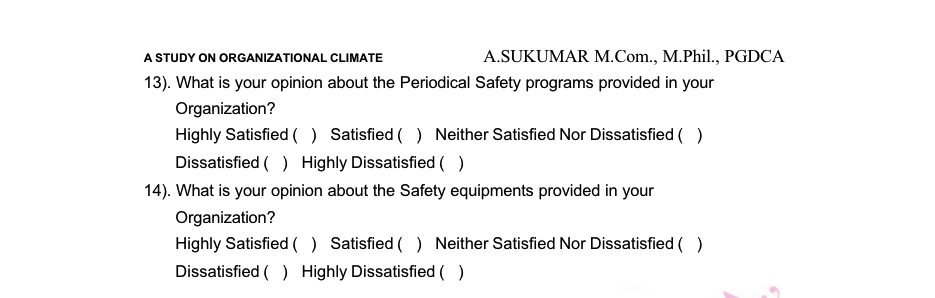 A STUDY ON ORGANIZATIONAL CLIMATE A.SUKUMAR M.Com., M.Phil., PGDCA
13). What is your opinion about the Periodical Safety programs provided in your
Organization?
Highly Satisfied ( ) Satisfied ( ) Neither Satisfied Nor Dissatisfied ( )
Dissatisfied ( ) Highly Dissatisfied ( )
14). What is your opinion about the Safety equipments provided in your
Organization?
Highly Satisfied ( ) Satisfied ( ) Neither Satisfied Nor Dissatisfied ( )
Dissatisfied ( ) Highly Dissatisfied ( )